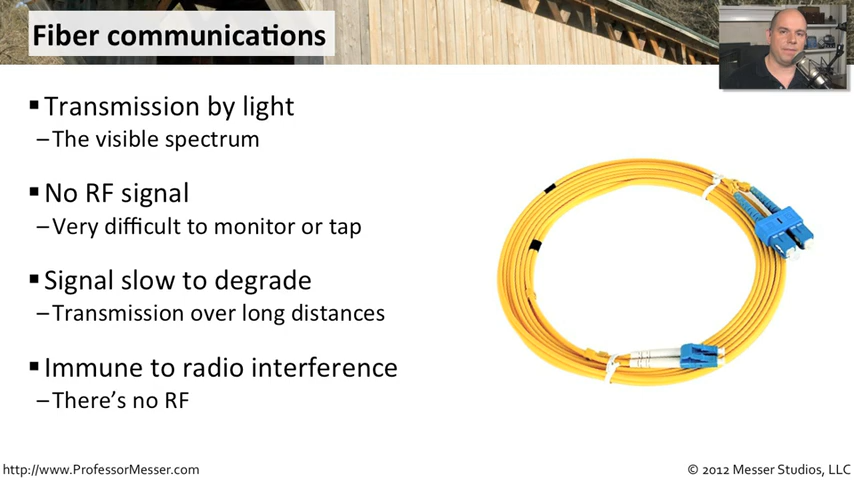 Fiber communications
▪Transmission by light
–The visible spectrum
▪No RF signal
–Very difficult to monitor or tap
▪Signal slow to degrade
–Transmission over long distances
▪Immune to radio interference
–There’s no RF
http://www.ProfessorMesser.com
© 2012 Messer Studios, LLC